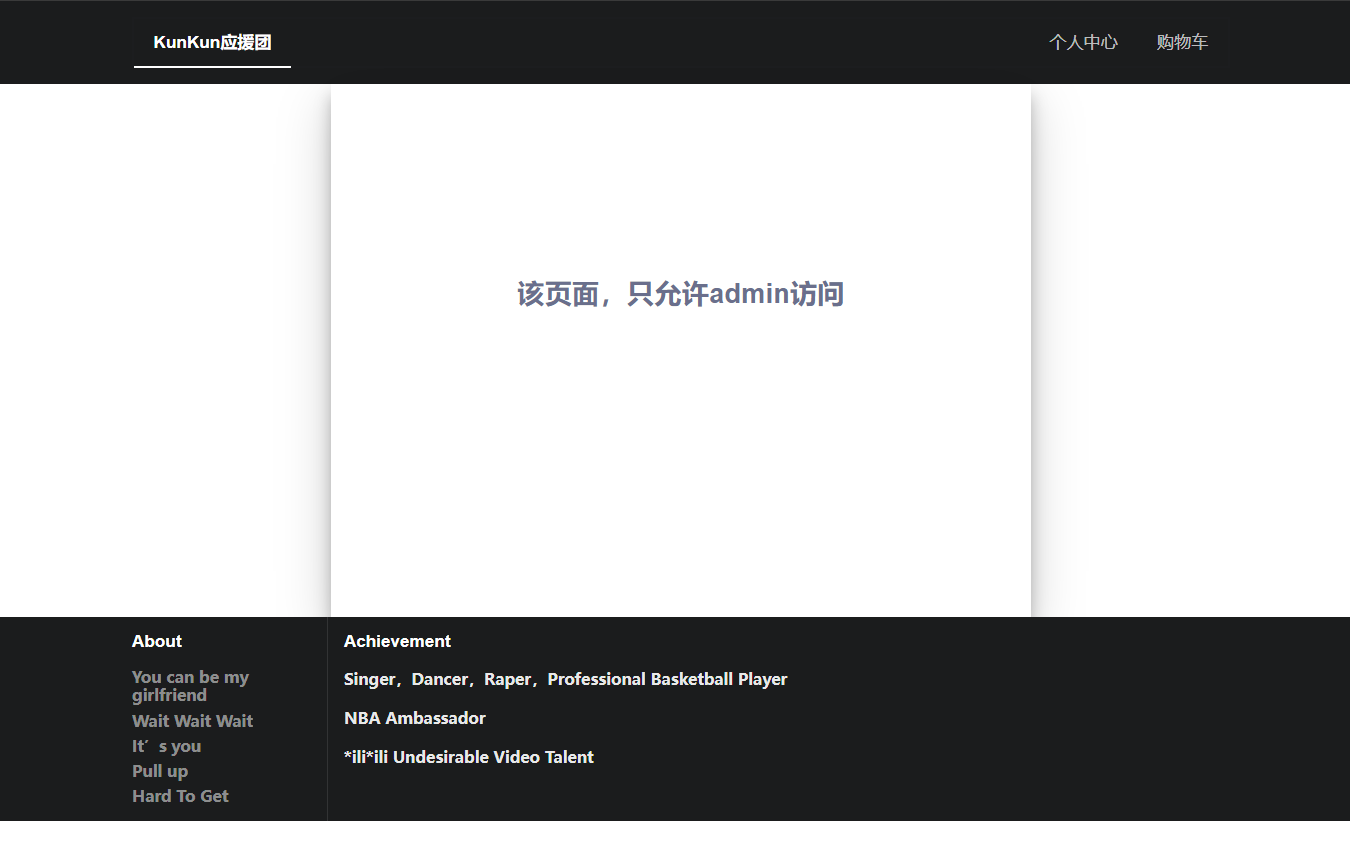 KunKun应援团
个人中心
购物车
该页面，只允许admin访问
About
You can be my
girlfriend
Wait Wait Wait
It′s you
Pull up
Hard To Get
Achievement
Singer，Dancer，Raper，Professional Basketball Player
NBA Ambassador
*ili*ili Undesirable Video Talent